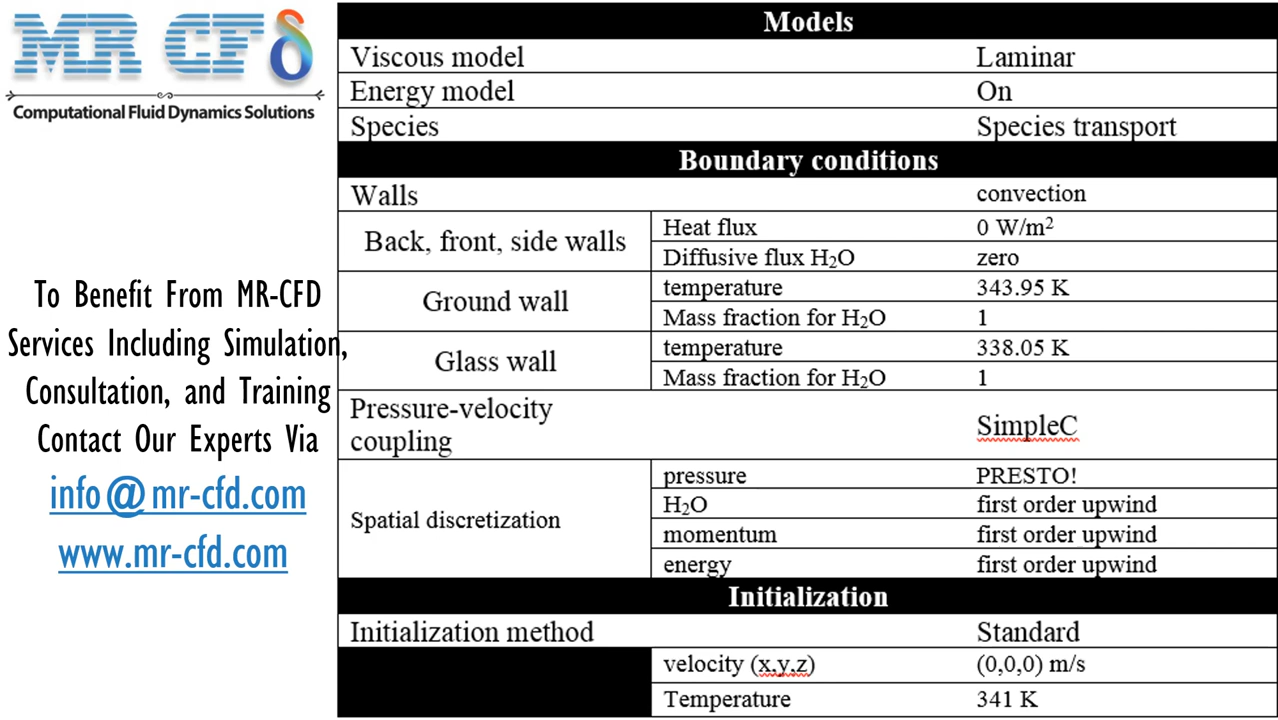 MR CFδ
Computational Fluid Dynamics Solutions
To Benefit From MR-CFD
Services Including Simulation,
Consultation, and Training
Contact Our Experts Via
info@mr-cfd.com
www.mr-cfd.com
Models
Viscous model Laminar
Energy model On
Species Species transport
Boundary conditions
Walls convection
Back, front, side walls Heat flux 0 W/m²
Diffusive flux H₂O zero
Ground wall temperature 343.95 K
Mass fraction for H₂O 1
Glass wall temperature 338.05 K
Mass fraction for H₂O 1
Pressure-velocity
coupling SimpleC
Spatial discretization pressure PRESTO!
H₂O first order upwind
momentum first order upwind
energy first order upwind
Initialization
Initialization method Standard
velocity (x,y,z) (0,0,0) m/s
Temperature 341 K